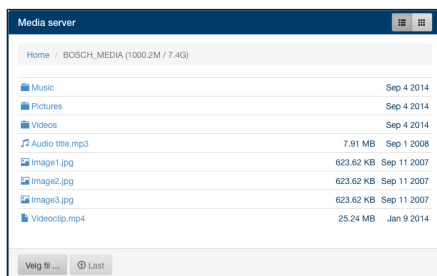 Media server
Home / BOSCH_MEDIA (1000.2M / 7.4G)
Music Sep 4 2014
Pictures Sep 4 2014
Videos Sep 4 2014
Audio title.mp3 7.91 MB Sep 1 2008
Image1.jpg 623.62 KB Sep 11 2007
Image2.jpg 623.62 KB Sep 11 2007
Image3.jpg 623.62 KB Sep 11 2007
Videoclip.mp4 25.24 MB Jan 9 2014
Velg fil ... Last